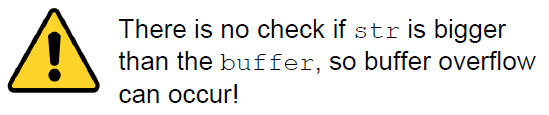 There is no check if str is bigger
than the buffer, so buffer overflow
can occur!